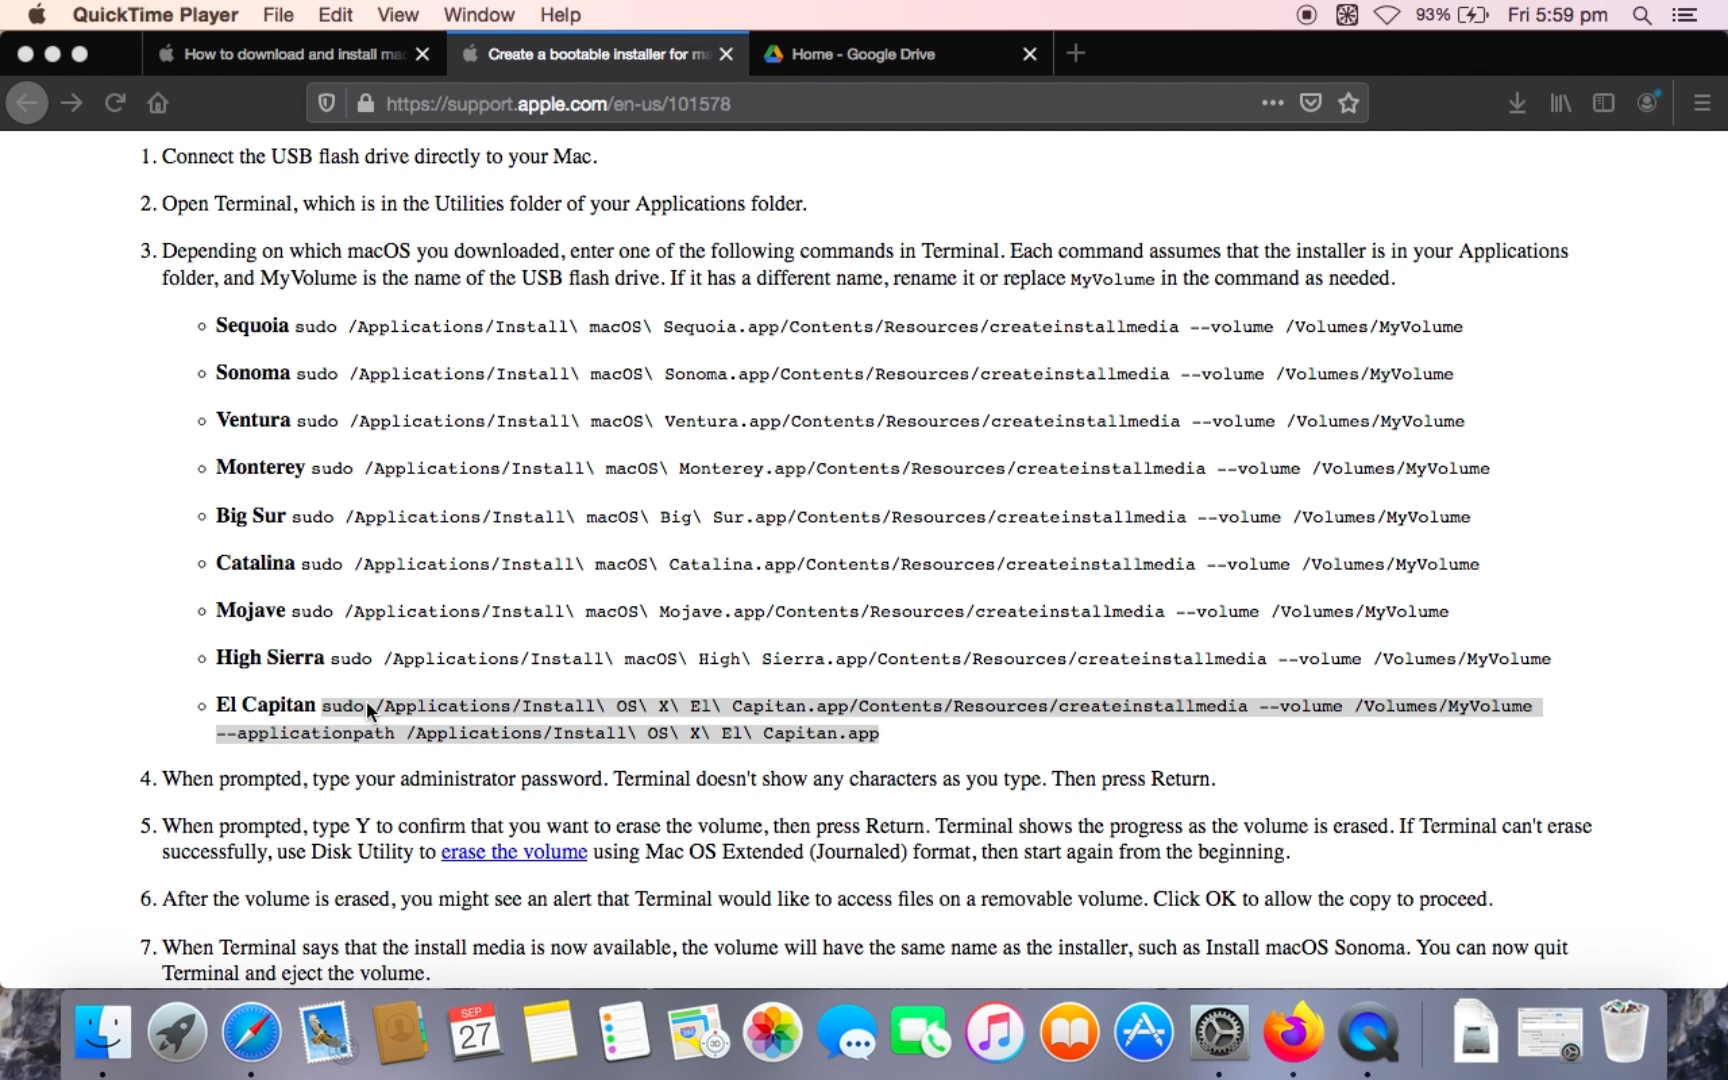 QuickTime Player File Edit View Window Help 93% Fri 5:59 pm
How to download and install mac Create a bootable installer for ma Home - Google Drive
https://support.apple.com/en-us/101578
1. Connect the USB flash drive directly to your Mac.
2. Open Terminal, which is in the Utilities folder of your Applications folder.
3. Depending on which macOS you downloaded, enter one of the following commands in Terminal. Each command assumes that the installer is in your Applications
folder, and MyVolume is the name of the USB flash drive. If it has a different name, rename it or replace MyVolume in the command as needed.
Sequoia sudo /Applications/Install\ macOS\ Sequoia.app/Contents/Resources/createinstallmedia --volume /Volumes/MyVolume
Sonoma sudo /Applications/Install\ macOS\ Sonoma.app/Contents/Resources/createinstallmedia --volume /Volumes/MyVolume
Ventura sudo /Applications/Install\ macOS\ Ventura.app/Contents/Resources/createinstallmedia --volume /Volumes/MyVolume
Monterey sudo /Applications/Install\ macOS\ Monterey.app/Contents/Resources/createinstallmedia --volume /Volumes/MyVolume
Big Sur sudo /Applications/Install\ macOS\ Big\ Sur.app/Contents/Resources/createinstallmedia --volume /Volumes/MyVolume
Catalina sudo /Applications/Install\ macOS\ Catalina.app/Contents/Resources/createinstallmedia --volume /Volumes/MyVolume
Mojave sudo /Applications/Install\ macOS\ Mojave.app/Contents/Resources/createinstallmedia --volume /Volumes/MyVolume
High Sierra sudo /Applications/Install\ macOS\ High\ Sierra.app/Contents/Resources/createinstallmedia --volume /Volumes/MyVolume
El Capitan sudo /Applications/Install\ OS\ X\ El\ Capitan.app/Contents/Resources/createinstallmedia --volume /Volumes/MyVolume
--applicationpath /Applications/Install\ OS\ X\ El\ Capitan.app
4. When prompted, type your administrator password. Terminal doesn't show any characters as you type. Then press Return.
5. When prompted, type Y to confirm that you want to erase the volume, then press Return. Terminal shows the progress as the volume is erased. If Terminal can't erase
successfully, use Disk Utility to erase the volume using Mac OS Extended (Journaled) format, then start again from the beginning.
6. After the volume is erased, you might see an alert that Terminal would like to access files on a removable volume. Click OK to allow the copy to proceed.
7. When Terminal says that the install media is now available, the volume will have the same name as the installer, such as Install macOS Sonoma. You can now quit
Terminal and eject the volume.
SEP
27
3D